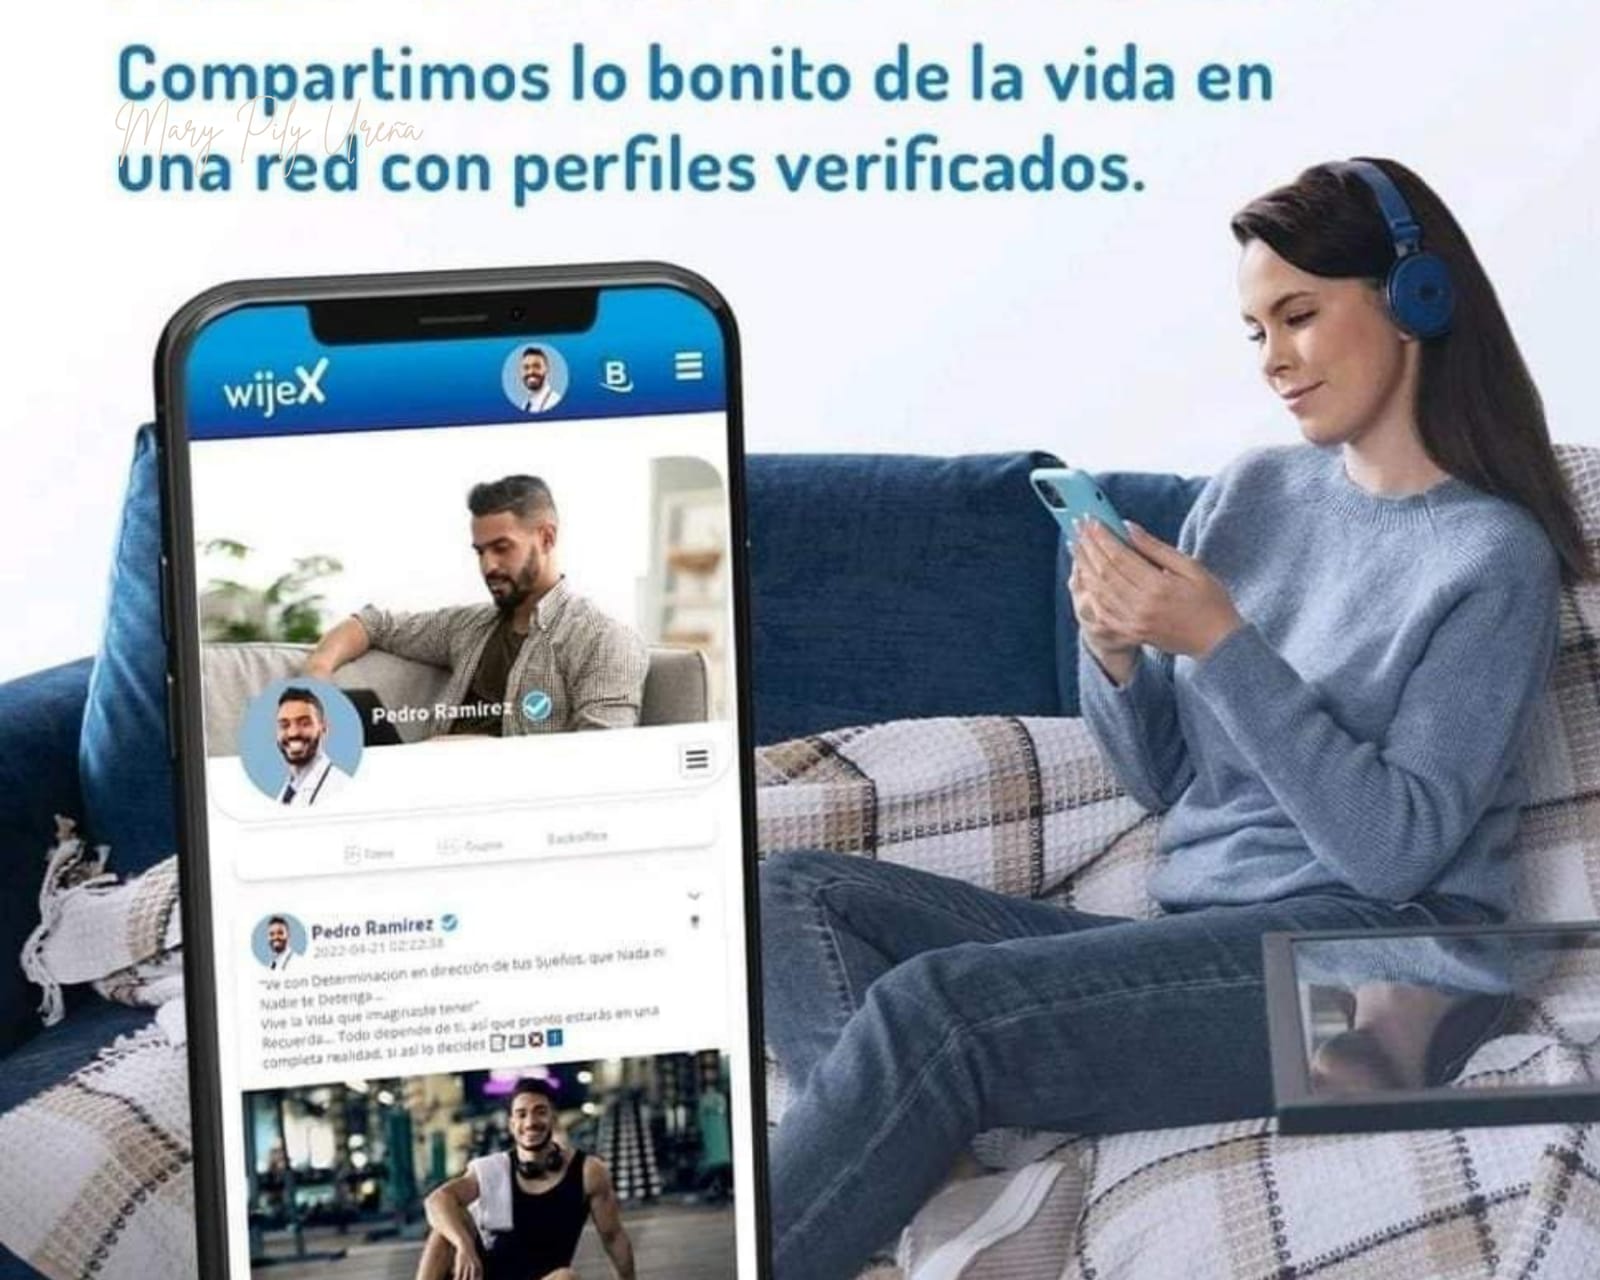 Compartimos lo bonito de la vida en
Mary Pily Ureña
una red con perfiles verificados.
wijeX
B
Pedro Ramirez
Backoffice
Pedro Ramirez
2022-04-21 02:22:38
"Ve con Determinacion en dirección de tus Sueños, que Nada ni
Nadie te Detenga...
Vive la Vida que imaginaste tener"
Recuerda... Todo depende de ti, así que pronto estarás en una
completa realidad, si así lo decides